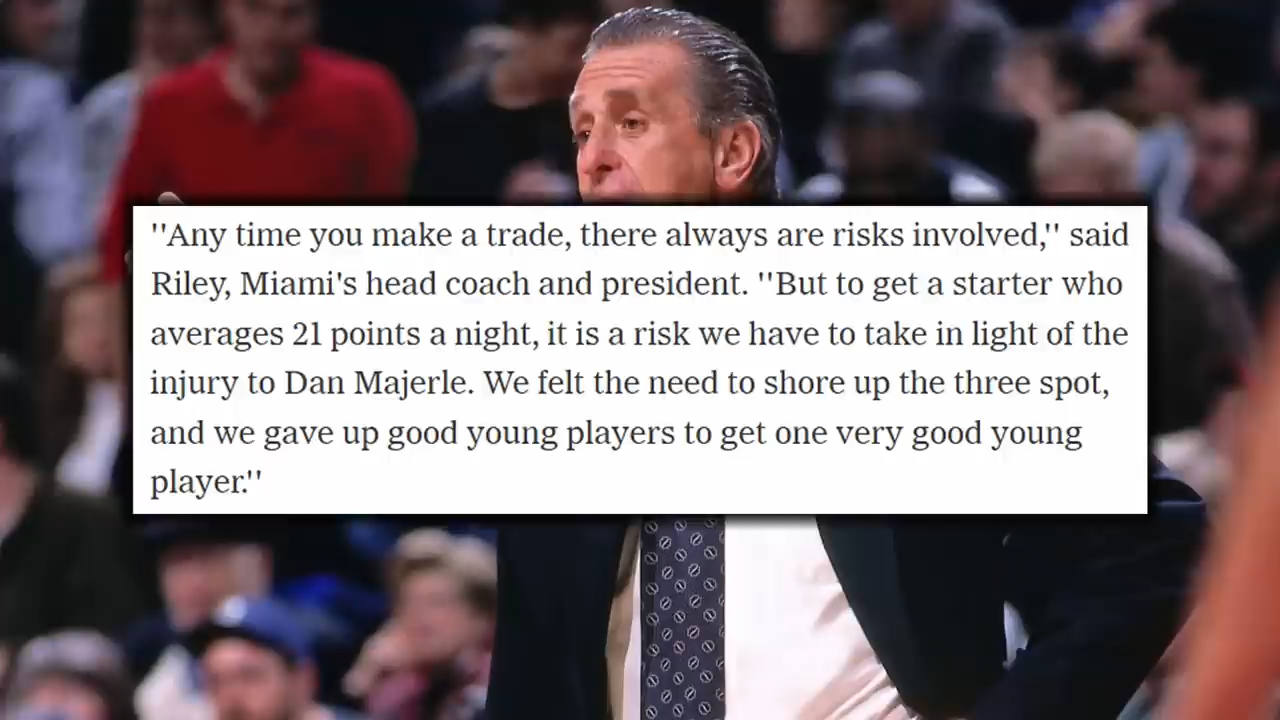 ''Any time you make a trade, there always are risks involved,'' said
Riley, Miami's head coach and president. ''But to get a starter who
averages 21 points a night, it is a risk we have to take in light of the
injury to Dan Majerle. We felt the need to shore up the three spot,
and we gave up good young players to get one very good young
player.''